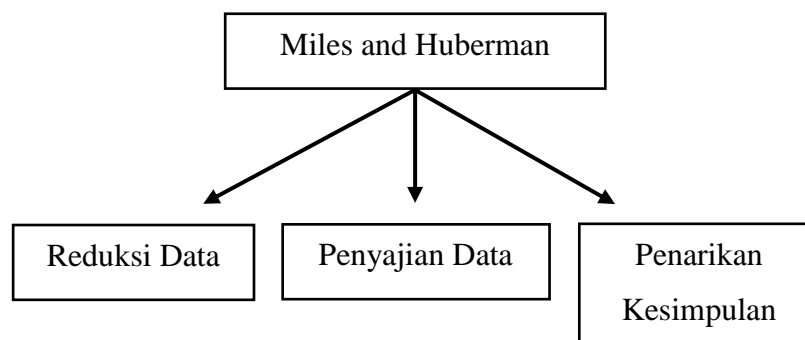 Miles and Huberman
Reduksi Data
Penyajian Data
Penarikan
Kesimpulan